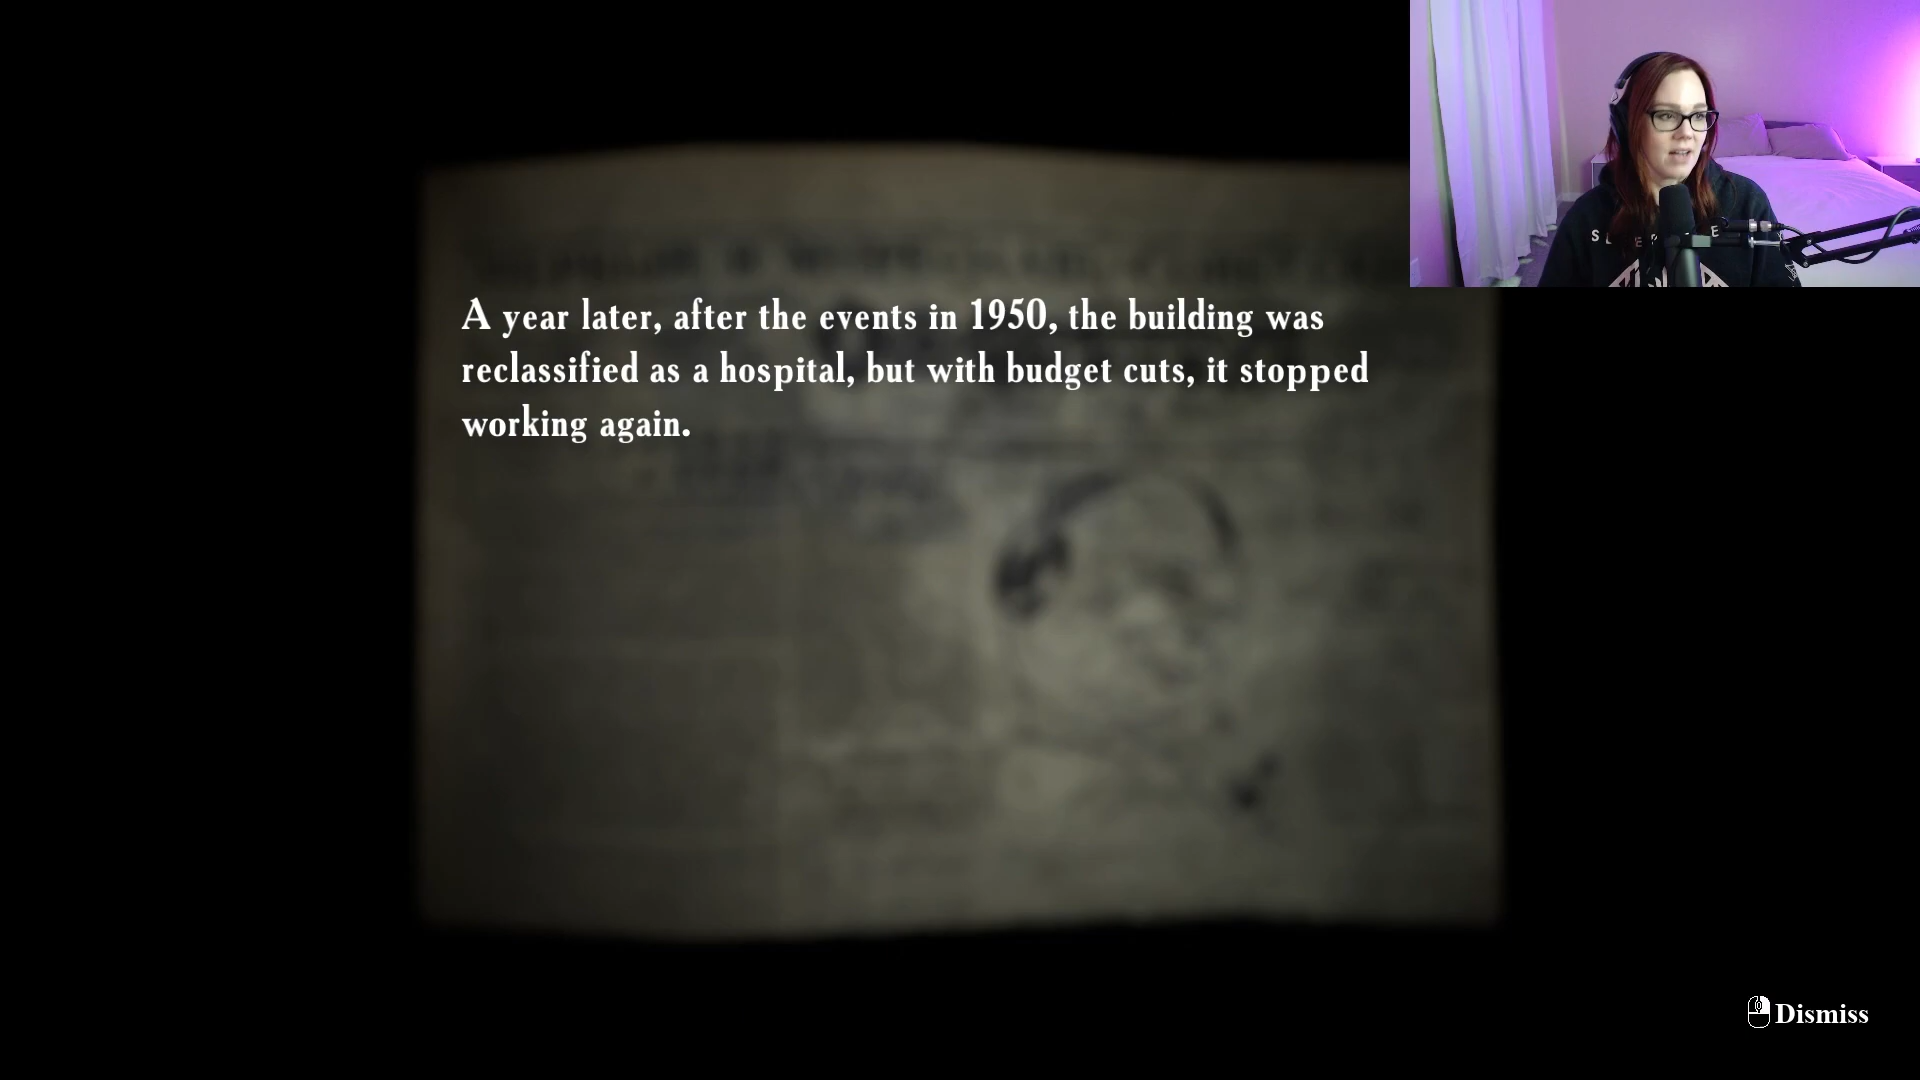 A year later, after the events in 1950, the building was
reclassified as a hospital, but with budget cuts, it stopped
working again.
Dismiss